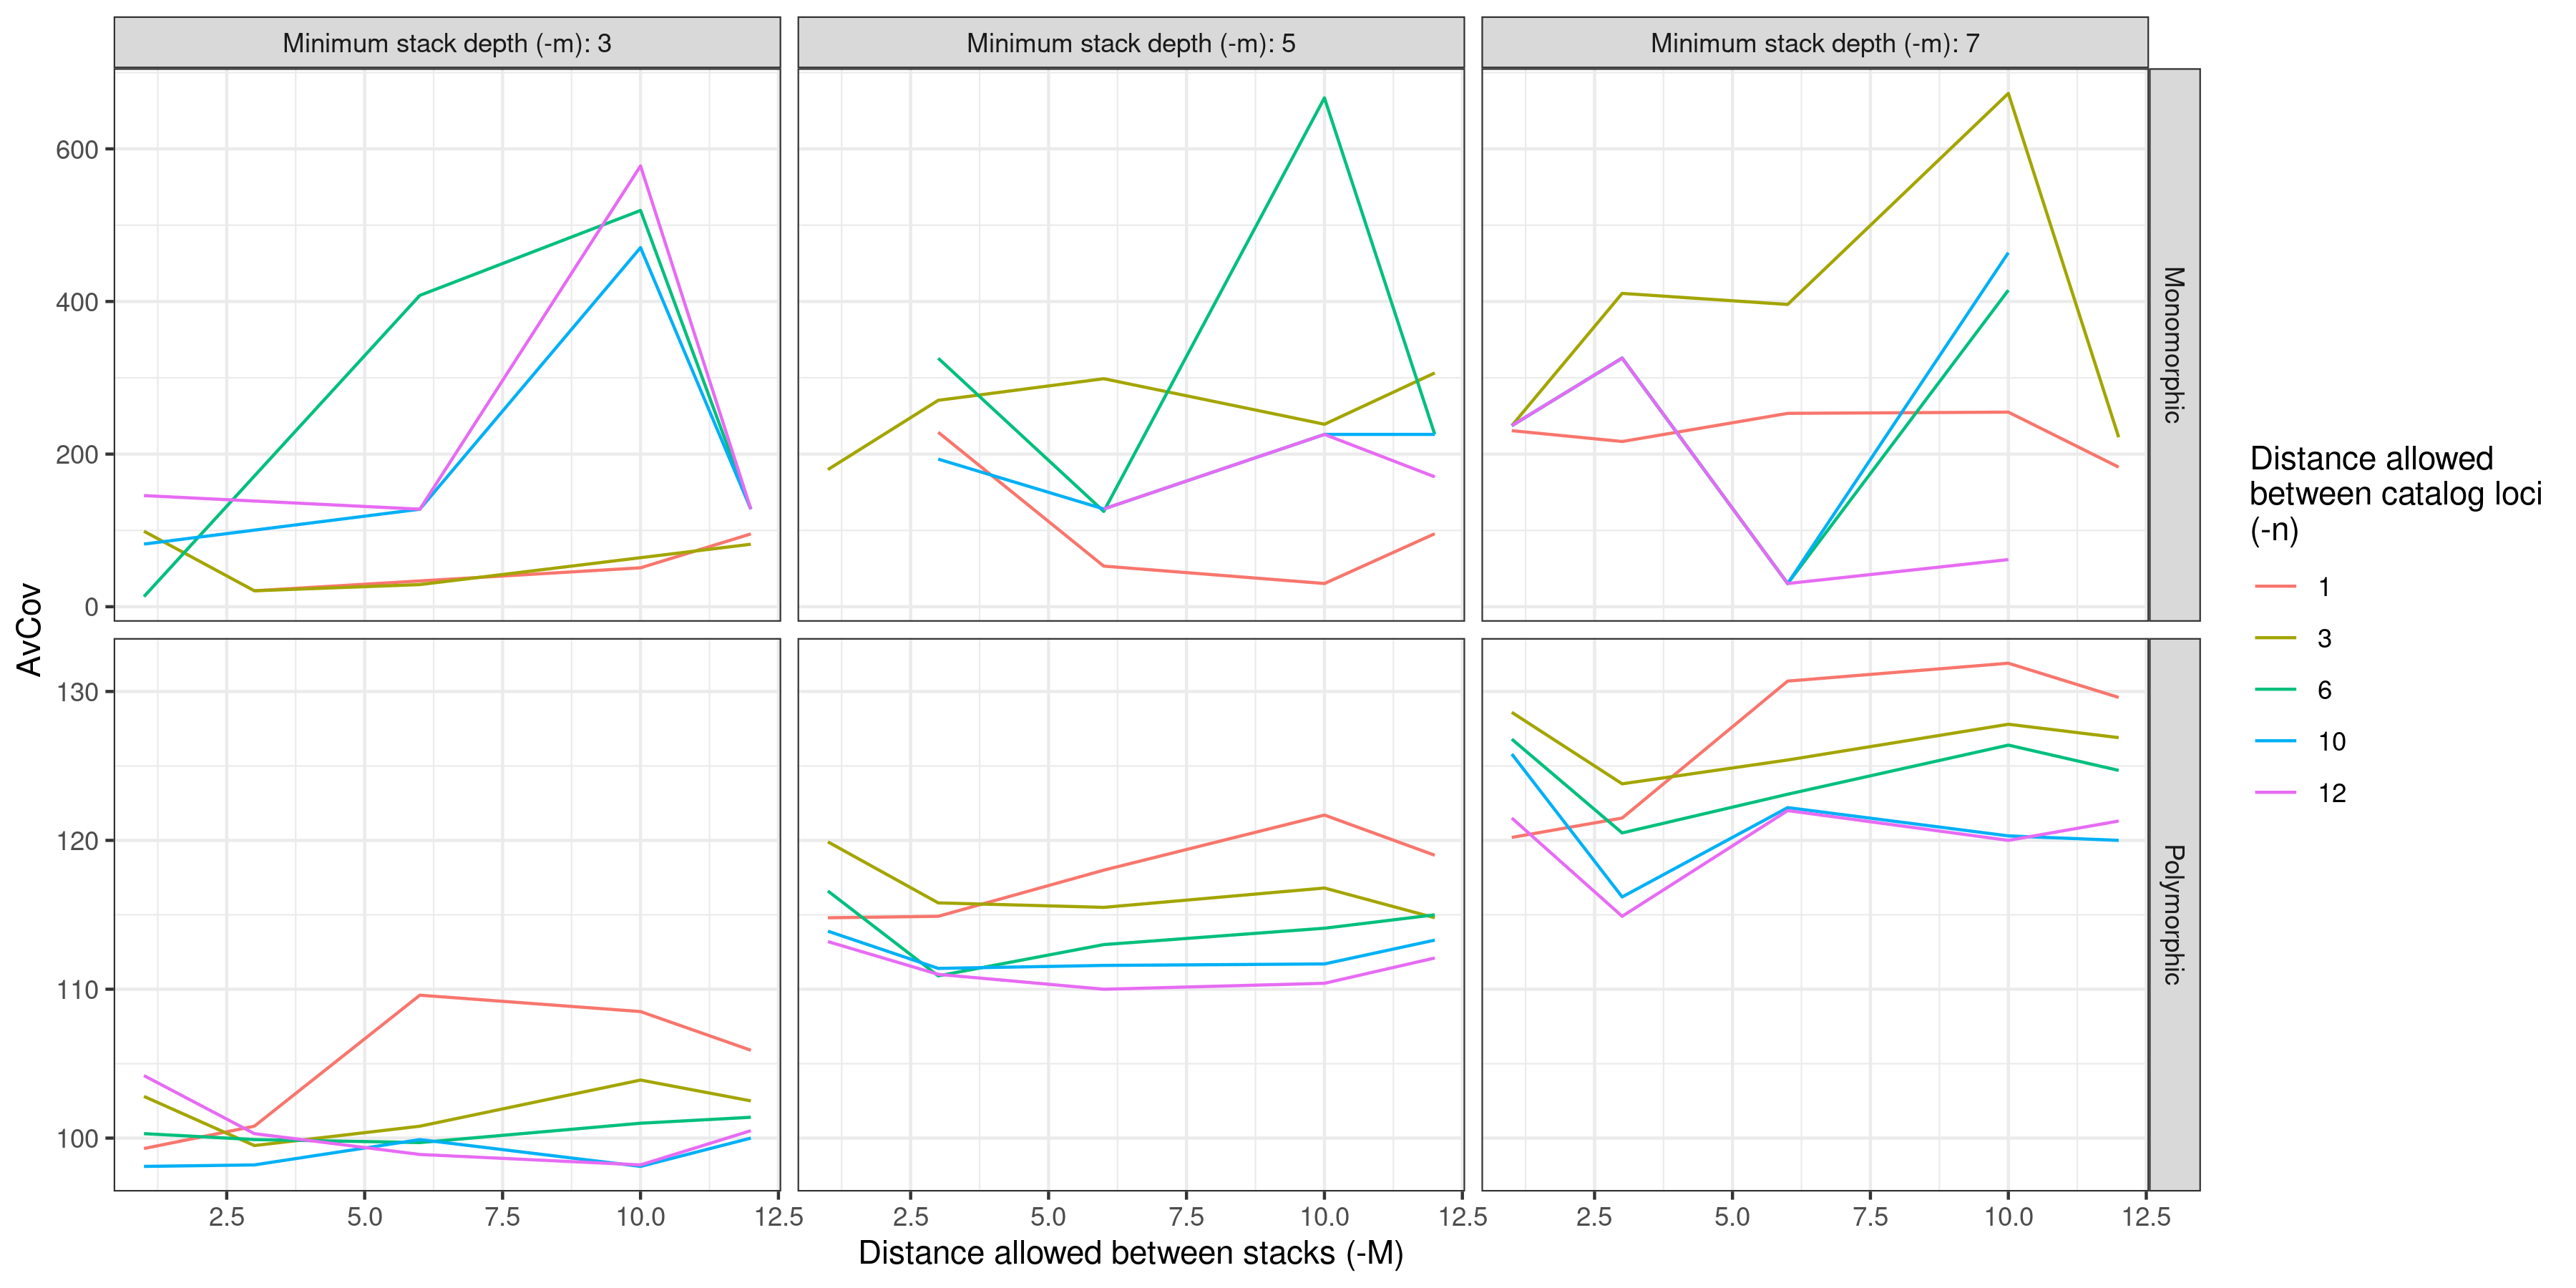 Minimum stack depth (-m): 3
Minimum stack depth (-m): 5
Minimum stack depth (-m): 7
600
400
200
0
Monomorphic
AvCov
130
120
110
100
Polymorphic
2.5 5.0 7.5 10.0 12.5
2.5 5.0 7.5 10.0 12.5
2.5 5.0 7.5 10.0 12.5
Distance allowed between stacks (-M)
Distance allowed
between catalog loci
(-n)
1
3
6
10
12